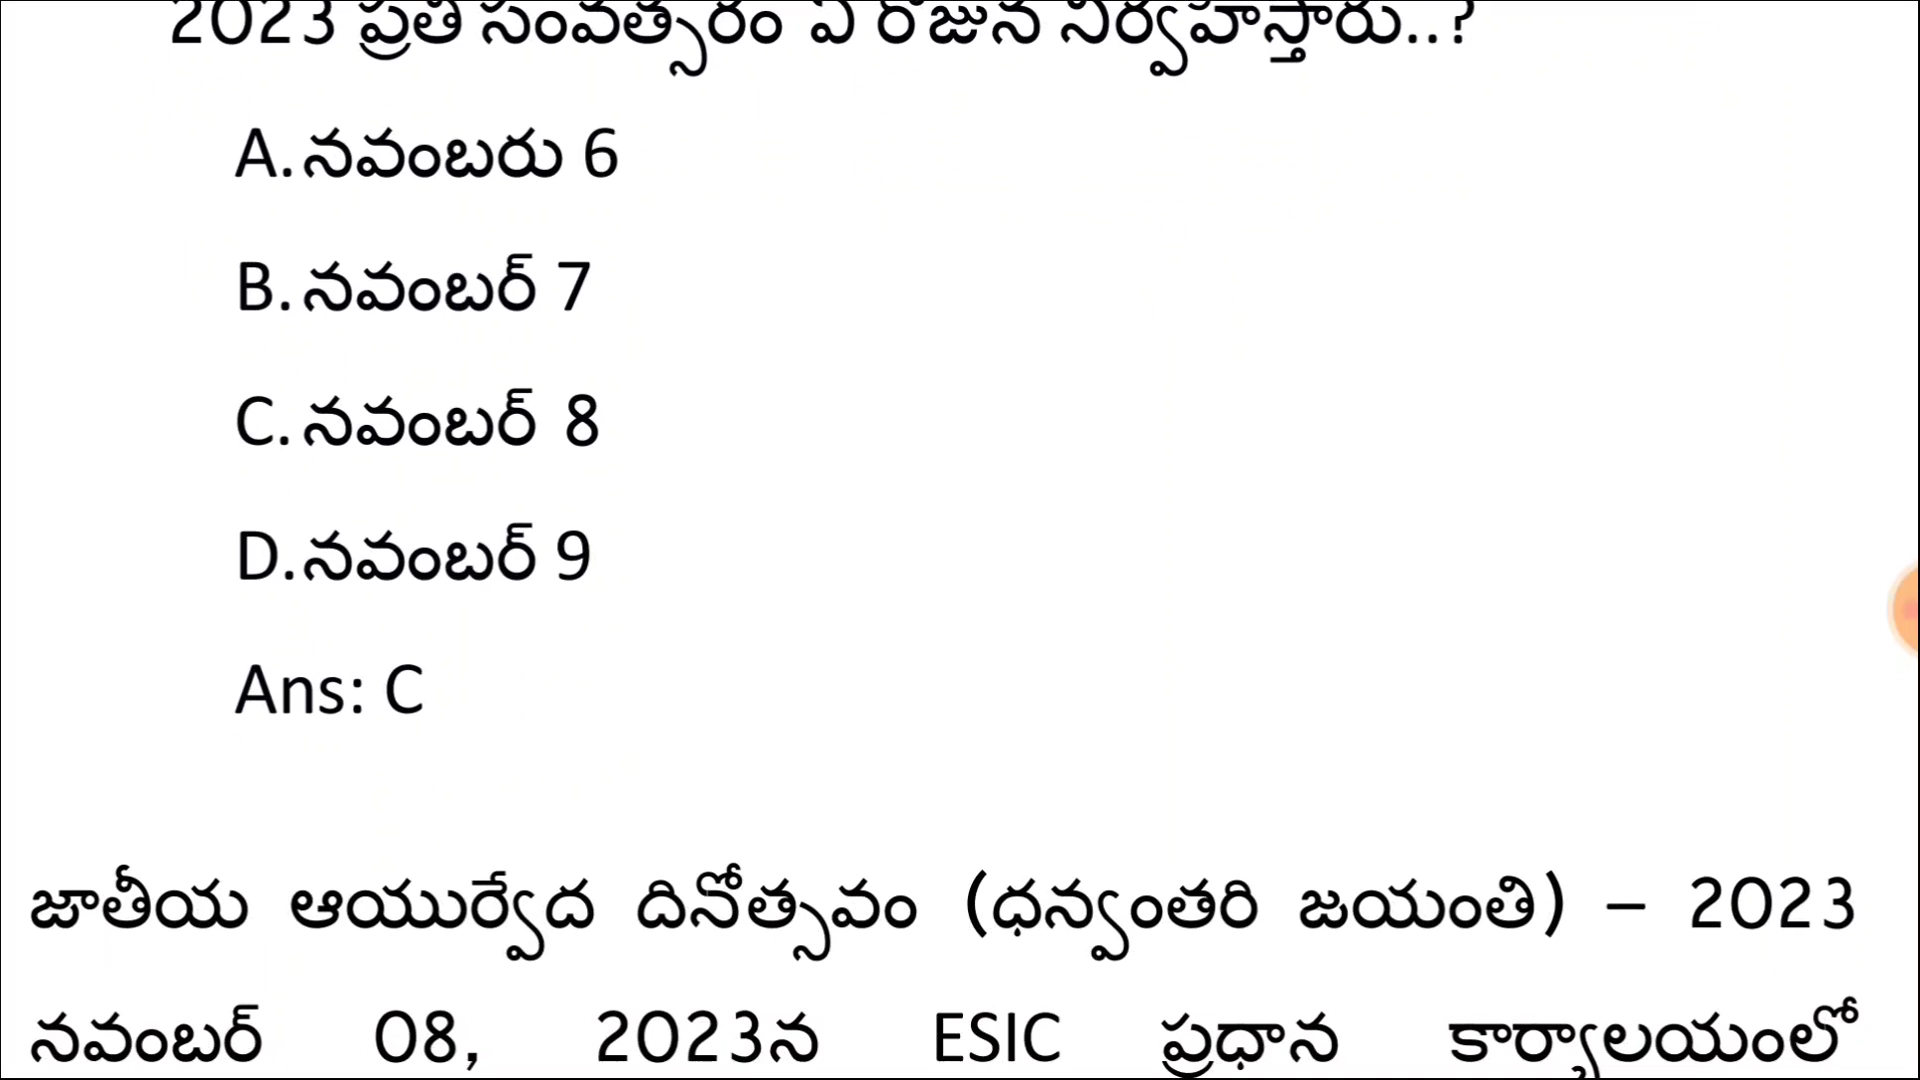 2023 ప్రతి సంవత్సరం ఏ రోజున నిర్వహిస్తారు..?
A. నవంబరు 6
B. నవంబర్ 7
C. నవంబర్ 8
D. నవంబర్ 9
Ans: C
జాతీయ ఆయుర్వేద దినోత్సవం (ధన్వంతరి జయంతి) – 2023
నవంబర్ 08, 2023న ESIC ప్రధాన కార్యాలయంలో